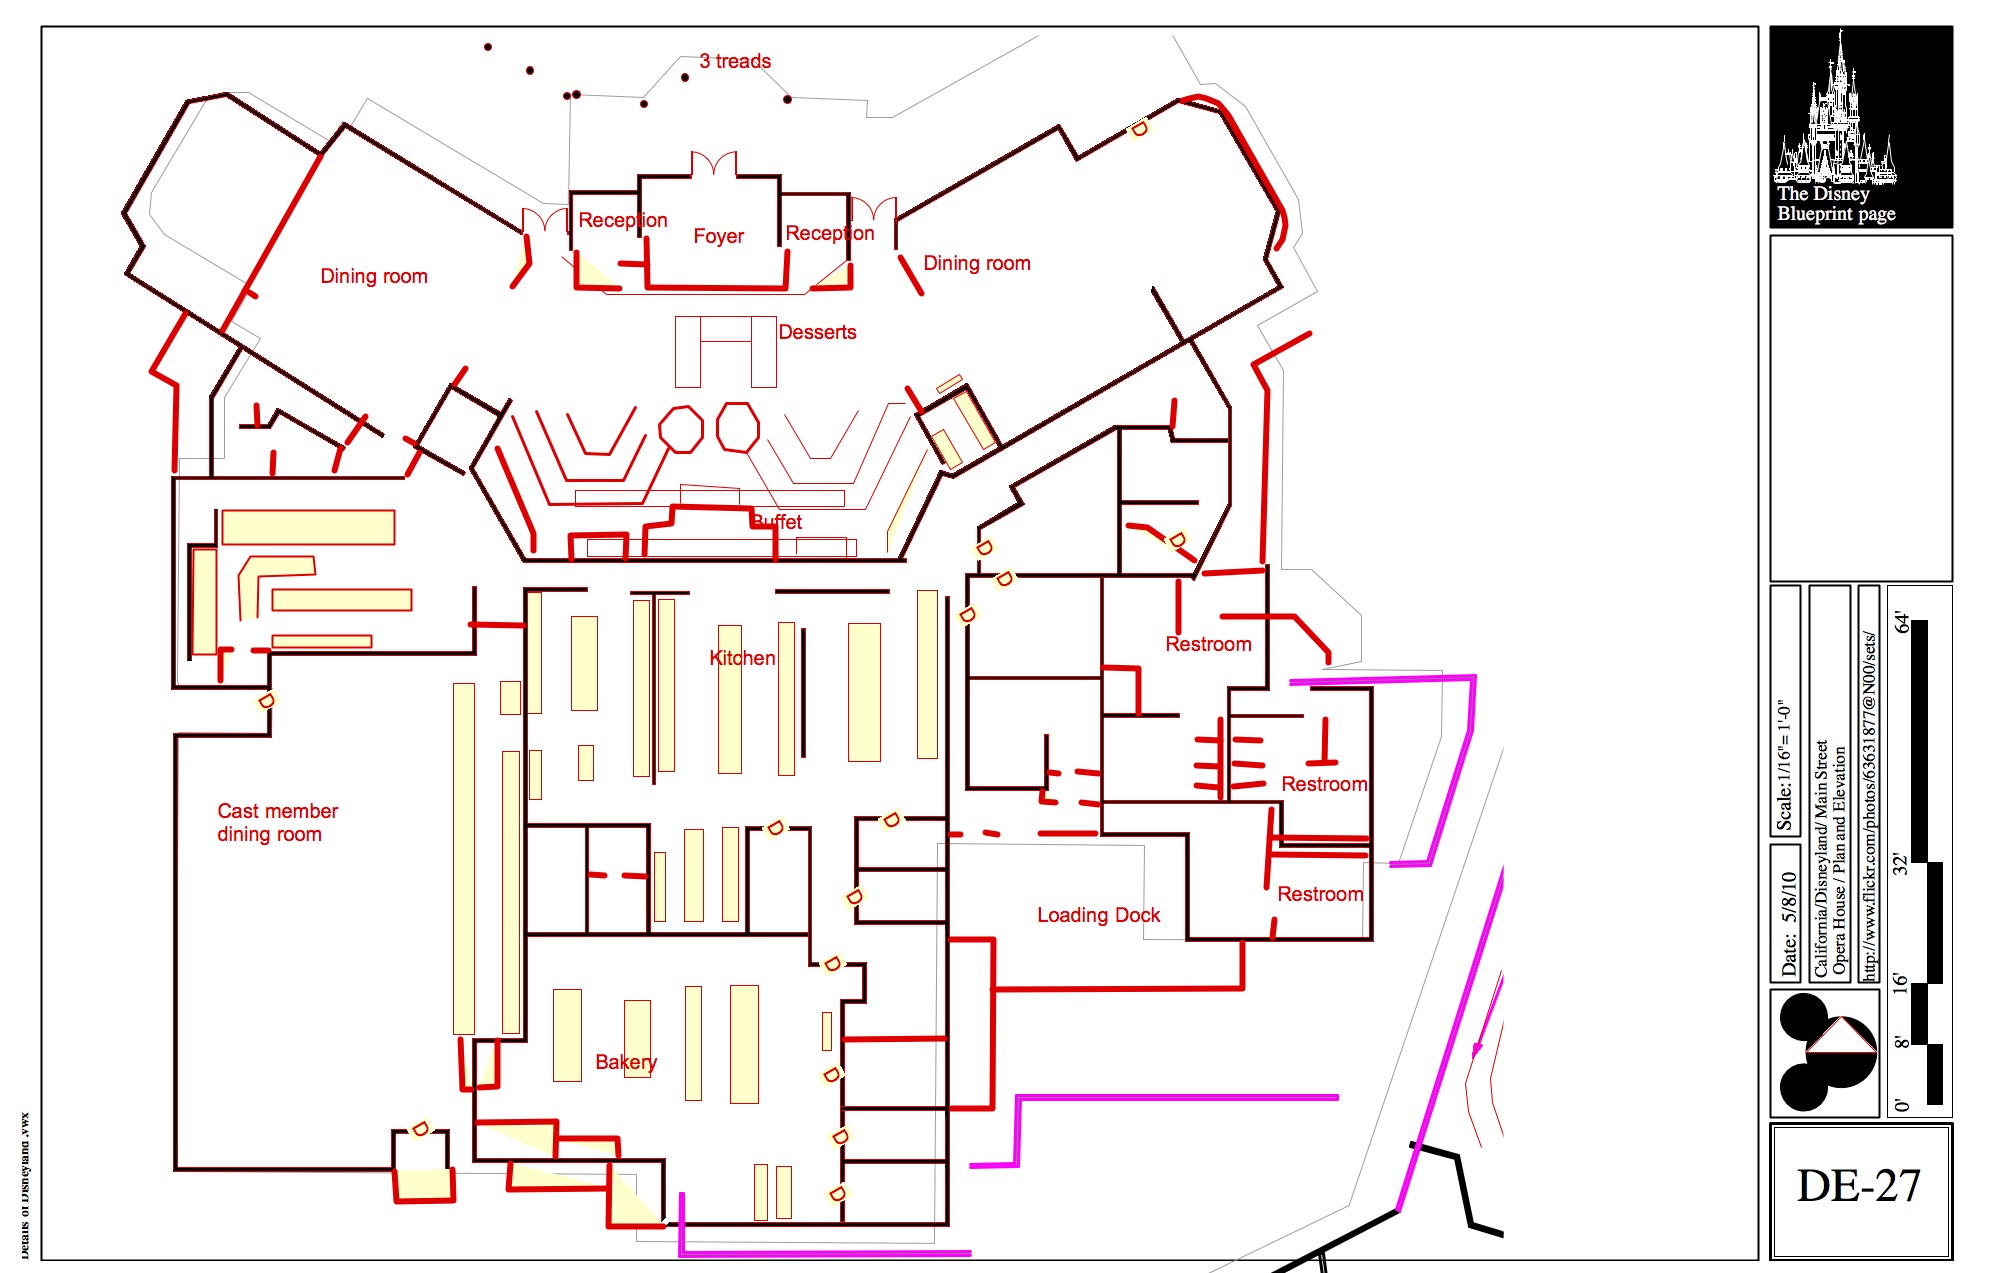 3 treads
Reception
Foyer
Reception
Dining room
Dining room
Desserts
Buffet
Kitchen
Restroom
Restroom
Restroom
Cast member
dining room
Loading Dock
Bakery
The Disney
Blueprint page
Scale:1/16"= 1'-0"
Date: 5/8/10
California/Disneyland/ Main Street
Opera House / Plan and Elevation
http://www.flickr.com/photos/63631877@N00/sets/
64'
32'
16'
8'
0'
DE-27
Details of Disneyland .vwx